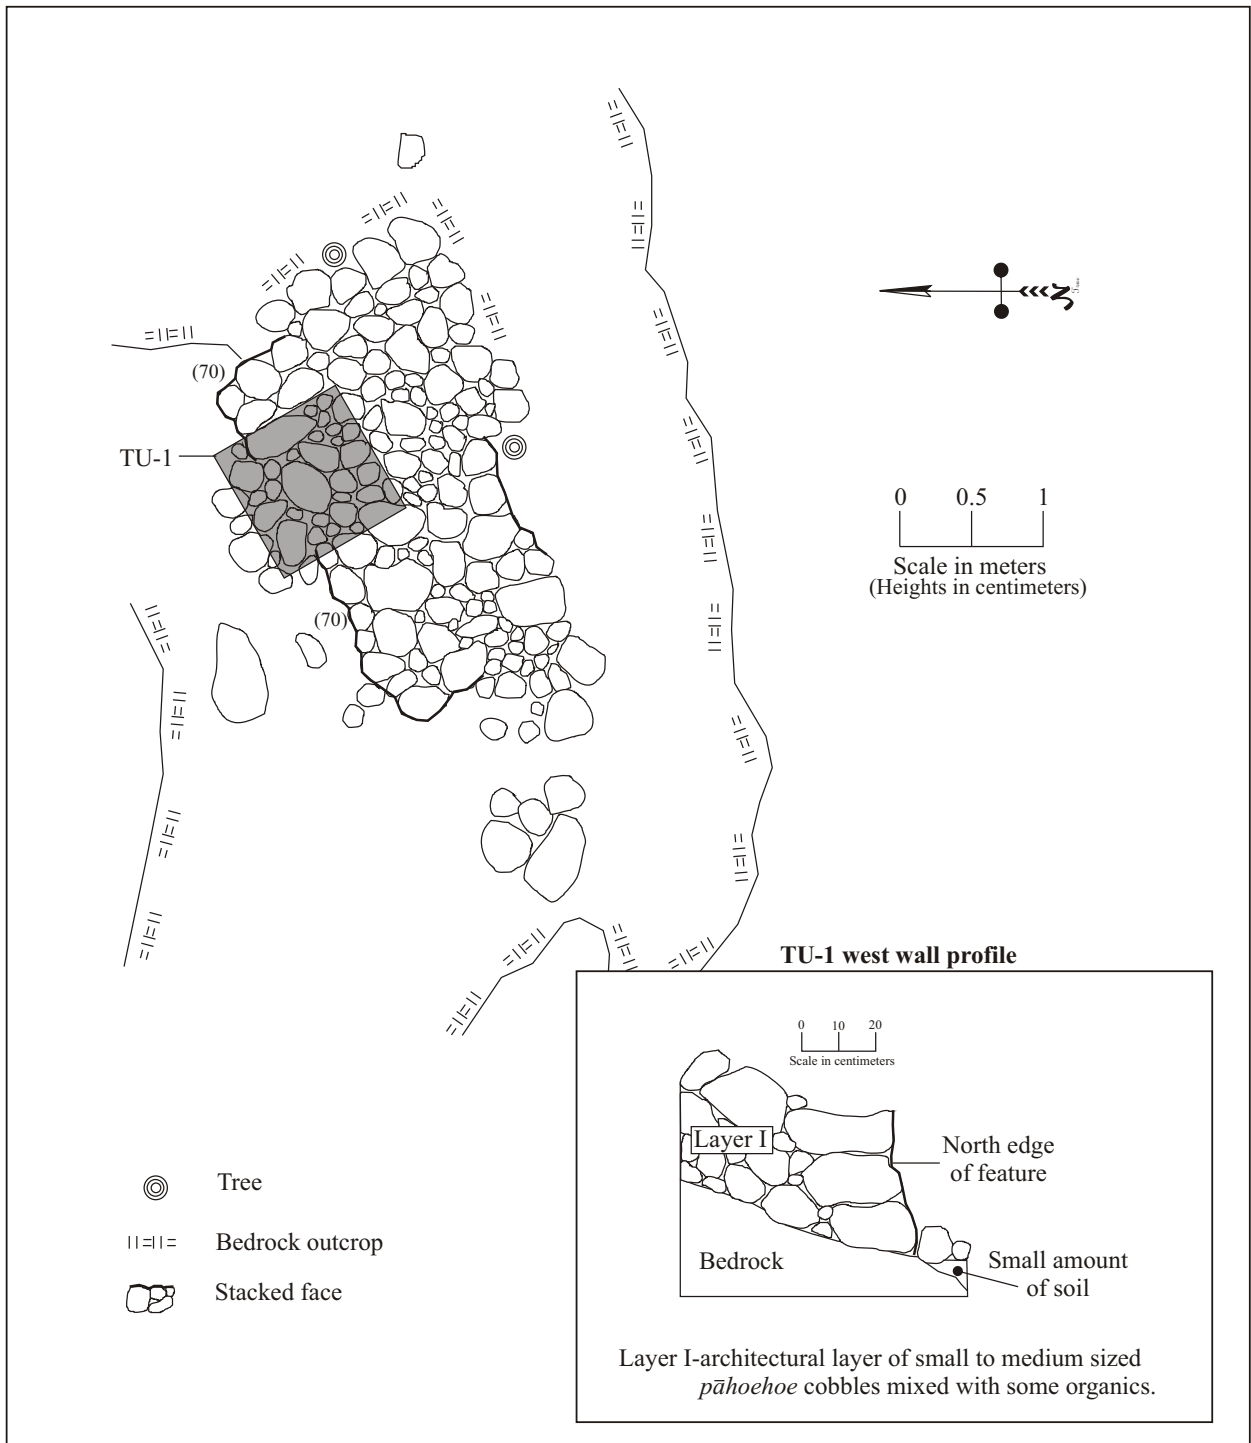 (70)
TU-1
(70)
N
0 0.5 1
Scale in meters
(Heights in centimeters)
TU-1 west wall profile
0 10 20
Scale in centimeters
Layer I
North edge
of feature
Bedrock
Small amount
of soil
Layer I-architectural layer of small to medium sized
pāhoehoe cobbles mixed with some organics.
Tree
Bedrock outcrop
Stacked face